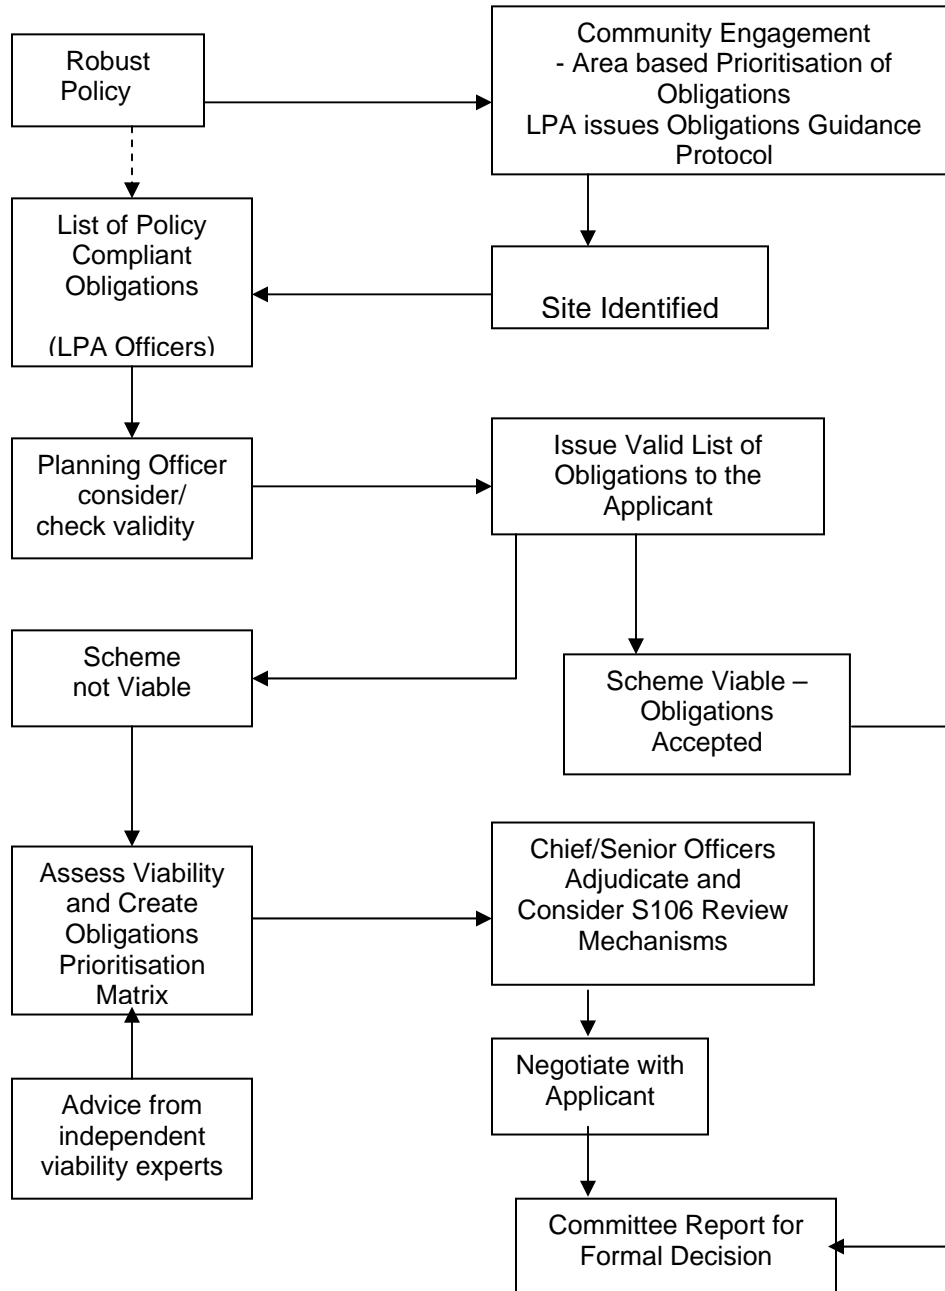 Robust
Policy
Community Engagement
- Area based Prioritisation of
Obligations
LPA issues Obligations Guidance
Protocol
List of Policy
Compliant
Obligations
(LPA Officers)
Site Identified
Planning Officer
consider/
check validity
Issue Valid List of
Obligations to the
Applicant
Scheme
not Viable
Scheme Viable –
Obligations
Accepted
Assess Viability
and Create
Obligations
Prioritisation
Matrix
Chief/Senior Officers
Adjudicate and
Consider S106 Review
Mechanisms
Negotiate with
Applicant
Advice from
independent
viability experts
Committee Report for
Formal Decision